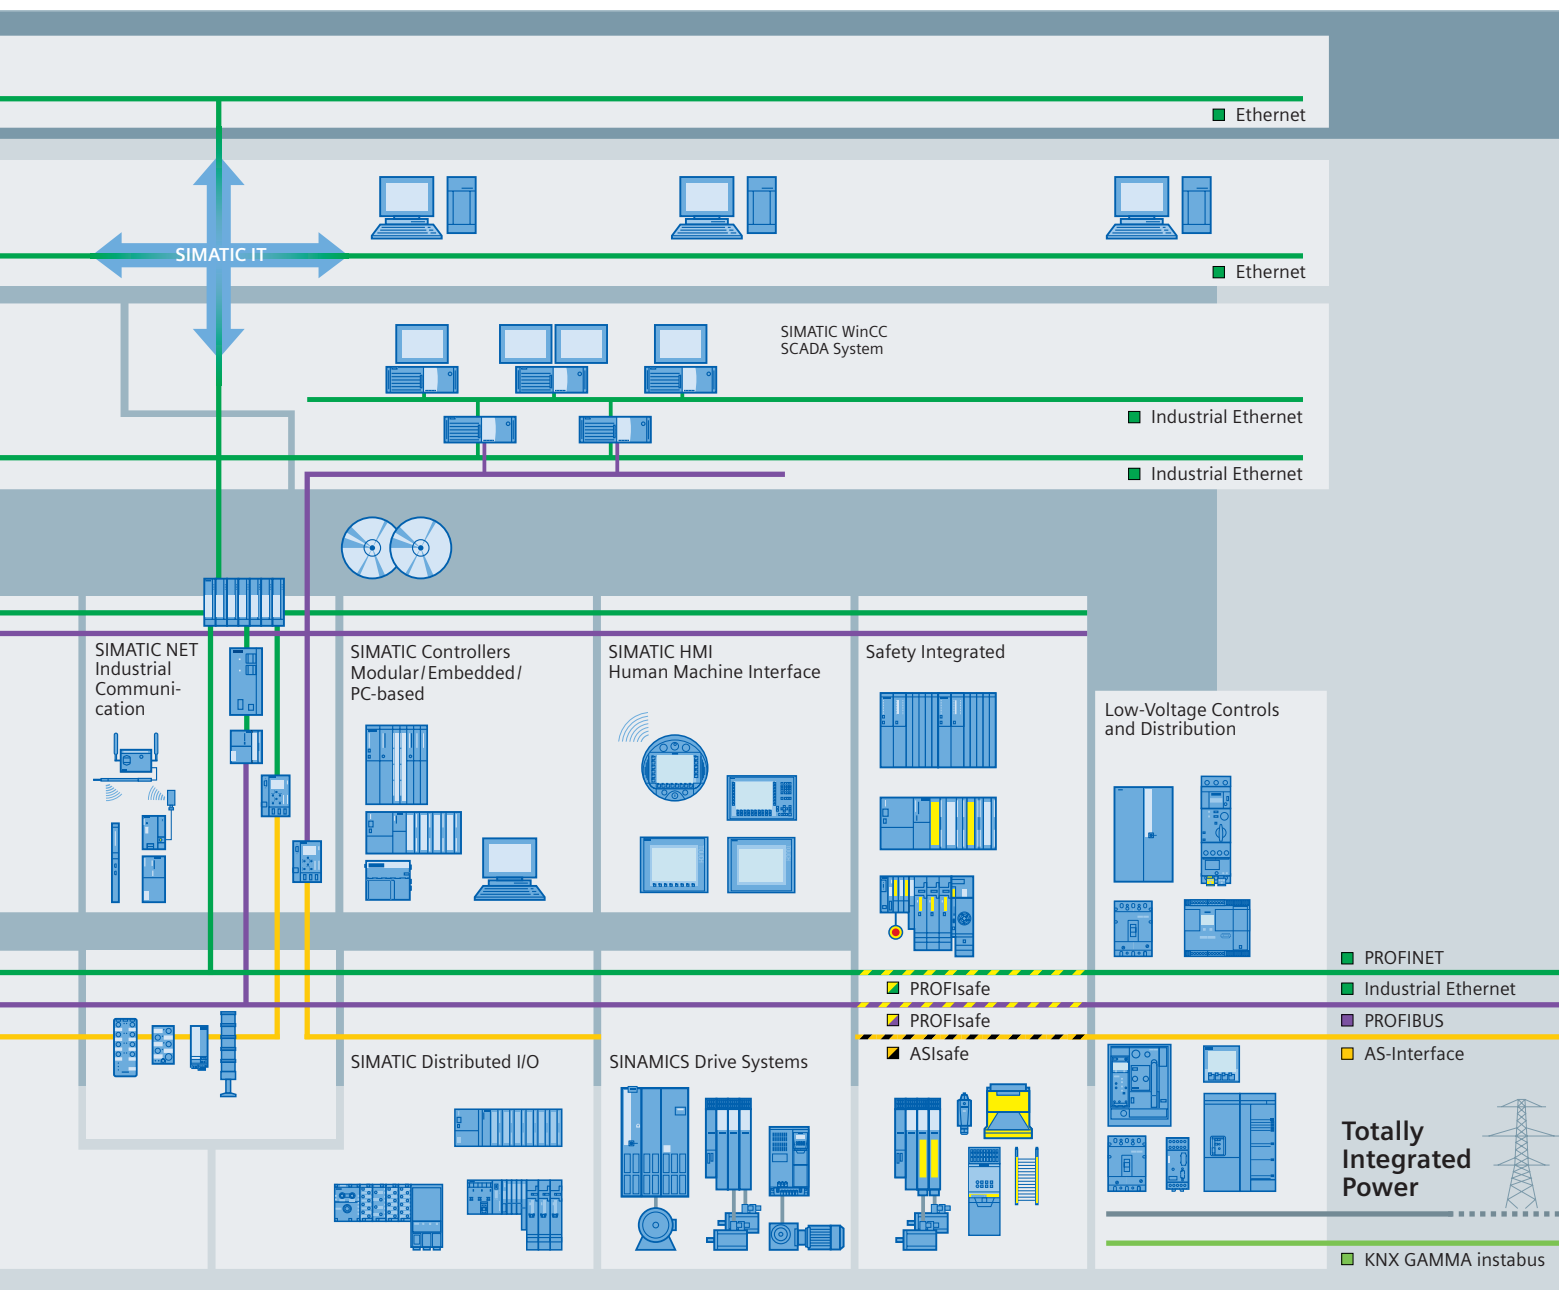 Ethernet
SIMATIC IT
Ethernet
SIMATIC WinCC
SCADA System
Industrial Ethernet
Industrial Ethernet
SIMATIC NET
Industrial
Communi-
cation
SIMATIC Controllers
Modular/Embedded/
PC-based
SIMATIC HMI
Human Machine Interface
Safety Integrated
Low-Voltage Controls
and Distribution
PROFINET
PROFIsafe
Industrial Ethernet
PROFIsafe
PROFIBUS
ASIsafe
AS-Interface
SIMATIC Distributed I/O
SINAMICS Drive Systems
Totally
Integrated
Power
KNX GAMMA instabus